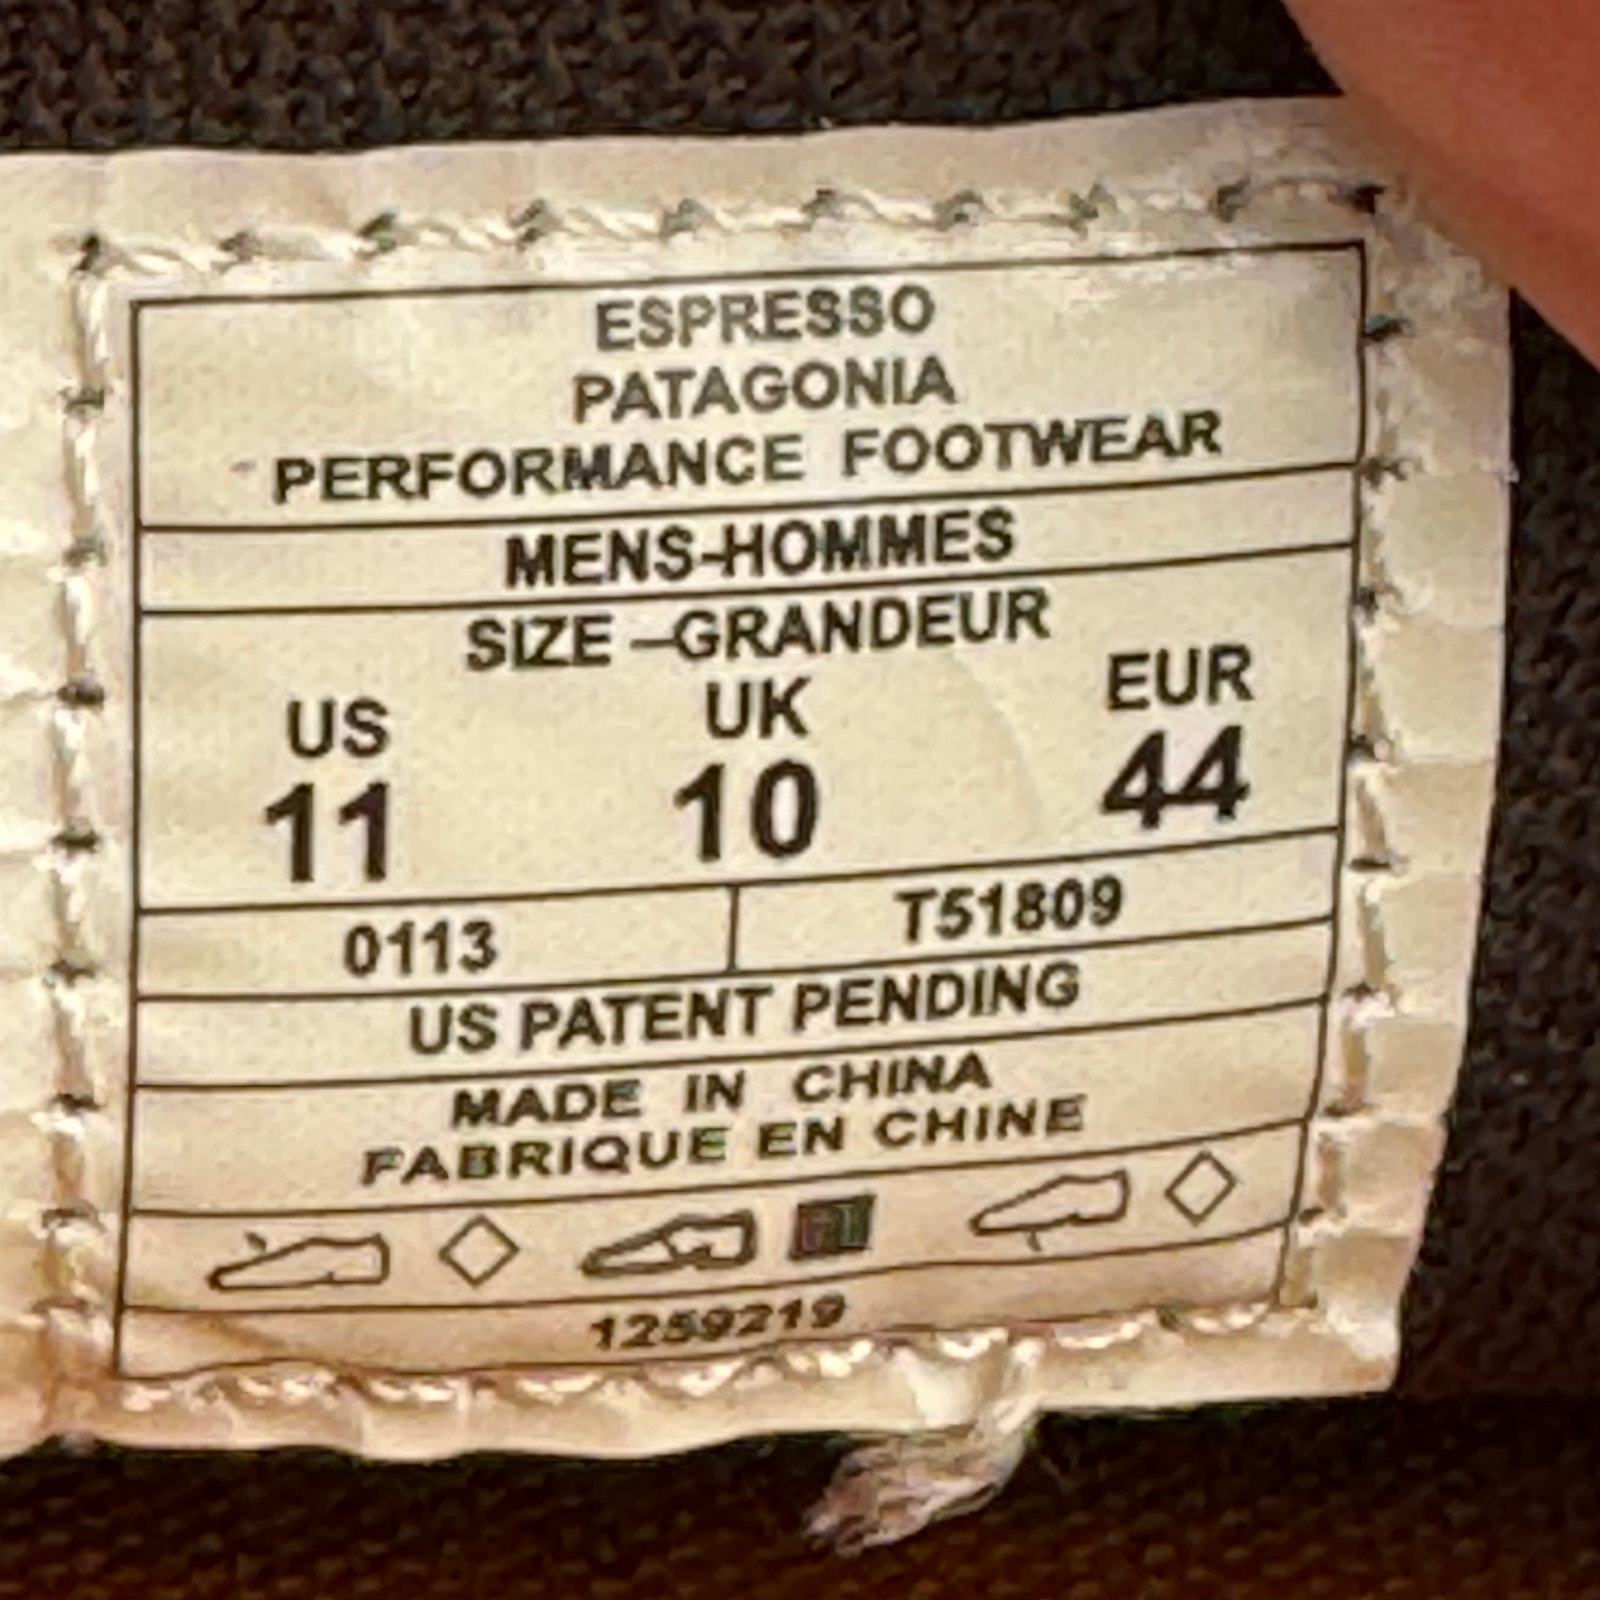 ESPRESSO
PATAGONIA
PERFORMANCE FOOTWEAR
MENS-HOMMES
SIZE –GRANDEUR
US UK EUR
11 10 44
0113 T51809
US PATENT PENDING
MADE IN CHINA
FABRIQUE EN CHINE
1259219